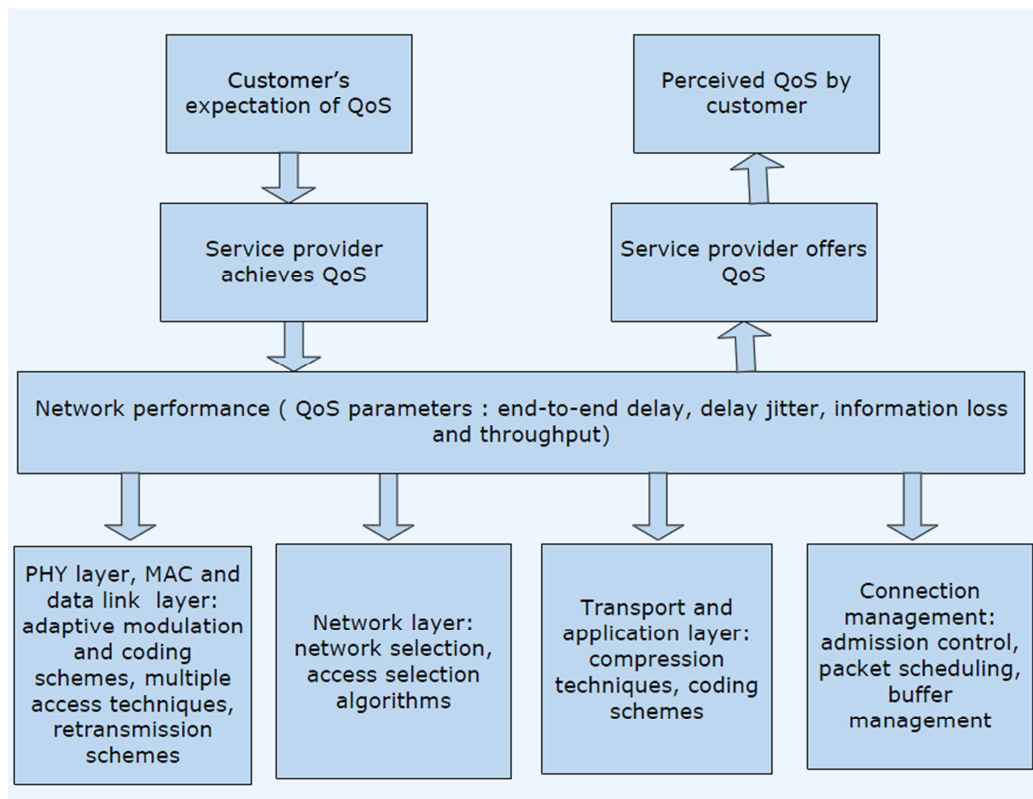 Customer's
expectation of QoS
Perceived QoS by
customer
Service provider
achieves QoS
Service provider offers
QoS
Network performance ( QoS parameters : end-to-end delay, delay jitter, information loss
and throughput)
PHY layer, MAC and
data link layer:
adaptive modulation
and coding
schemes, multiple
access techniques,
retransmission
schemes
Network layer:
network selection,
access selection
algorithms
Transport and
application layer:
compression
techniques, coding
schemes
Connection
management:
admission control,
packet scheduling,
buffer
management